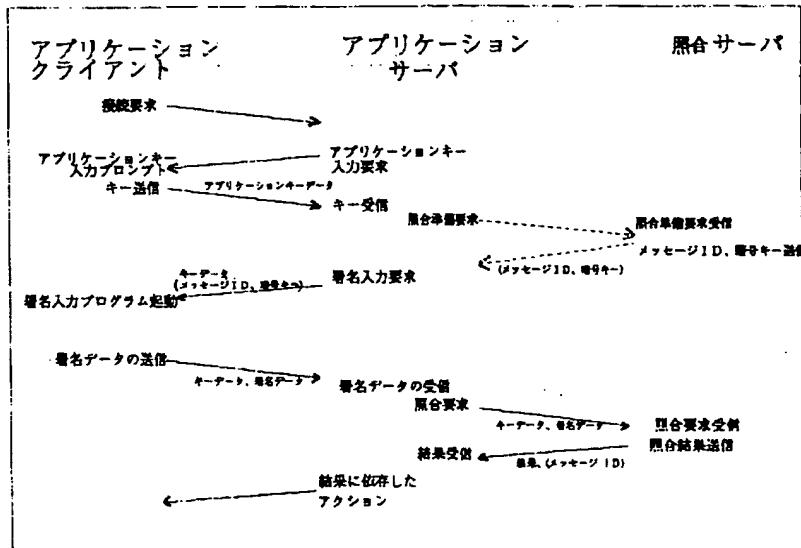 アプリケーション
クライアント
アプリケーション
サーバ
照合サーバ
接続要求
アプリケーションキー
入力プロンプト
アプリケーションキー
入力要求
キー送信
アプリケーションキーデータ
キー受信
照合準備要求
照合準備要求受信
メッセージID、暗号キー送信
(メッセージID、暗号キー)
キーデータ
(メッセージID、暗号キー)
署名入力要求
署名入力プログラム起動
署名データの送信
キーデータ、署名データ
署名データの受信
照合要求
キーデータ、署名データ
照合要求受信
照合結果送信
結果受信
結果、(メッセージID)
結果に依存した
アクション